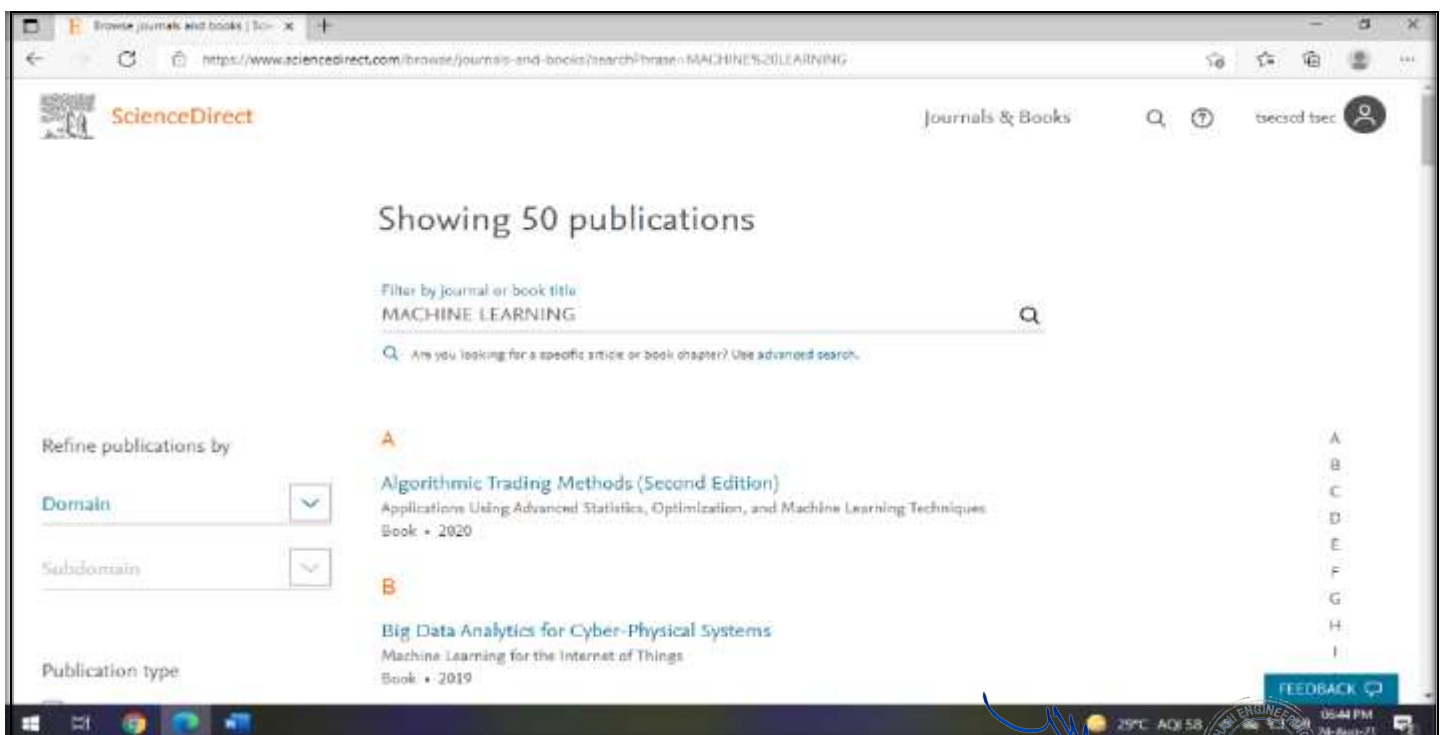 Browse journals and books | Scie
https://www.sciencedirect.com/browse/journals-and-books?searchPhrase=MACHINE%20LEARNING
ScienceDirect
Journals & Books
tsecscd tsec
Showing 50 publications
Filter by journal or book title
MACHINE LEARNING
Are you looking for a specific article or book chapter? Use advanced search.
Refine publications by
Domain
Subdomain
Publication type
A
Algorithmic Trading Methods (Second Edition)
Applications Using Advanced Statistics, Optimization, and Machine Learning Techniques
Book • 2020
B
Big Data Analytics for Cyber-Physical Systems
Machine Learning for the Internet of Things
Book • 2019
A
B
C
D
E
F
G
H
I
FEEDBACK
29°C AQI 58
06:44 PM